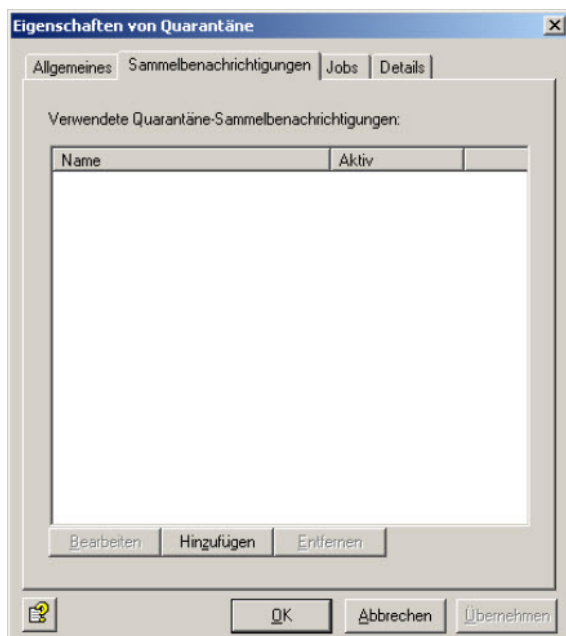 Eigenschaften von Quarantäne
Allgemeines Sammelbenachrichtigungen Jobs Details
Verwendete Quarantäne-Sammelbenachrichtigungen:
Name Aktiv
Bearbeiten Hinzufügen Entfernen
OK Abbrechen Übernehmen